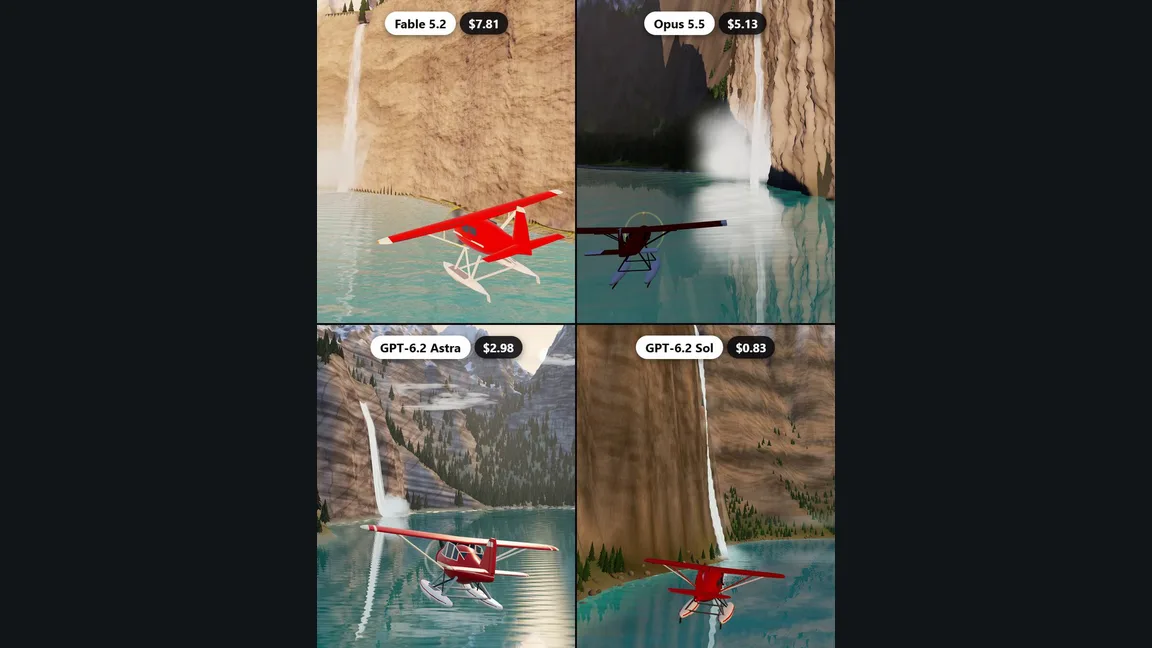 Fable 5.2 $7.81
Opus 5.5 $5.13
GPT-6.2 Astra $2.98
GPT-6.2 Sol $0.83